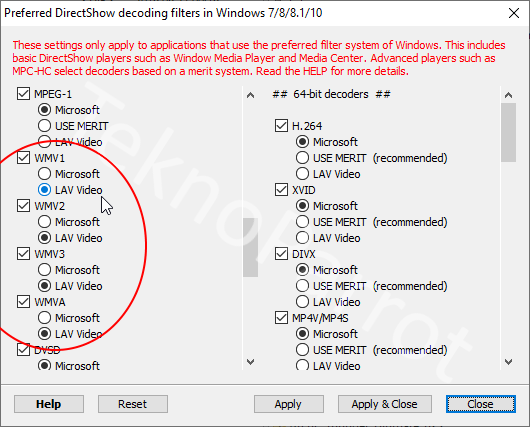 Preferred DirectShow decoding filters in Windows 7/8/8.1/10
These settings only apply to applications that use the preferred filter system of Windows. This includes
basic DirectShow players such as Window Media Player and Media Center. Advanced players such as
MPC-HC select decoders based on a merit system. Read the HELP for more details.
MPEG-1
Microsoft
USE MERIT
LAV Video
WMV1
Microsoft
LAV Video
WMV2
Microsoft
LAV Video
WMV3
Microsoft
LAV Video
WMVA
Microsoft
LAV Video
DVSD
Microsoft
## 64-bit decoders ##
H.264
Microsoft
USE MERIT (recommended)
LAV Video
XVID
Microsoft
USE MERIT (recommended)
LAV Video
DIVX
Microsoft
USE MERIT (recommended)
LAV Video
MP4V/MP4S
Microsoft
USE MERIT (recommended)
LAV Video
Help
Reset
Apply
Apply & Close
Close